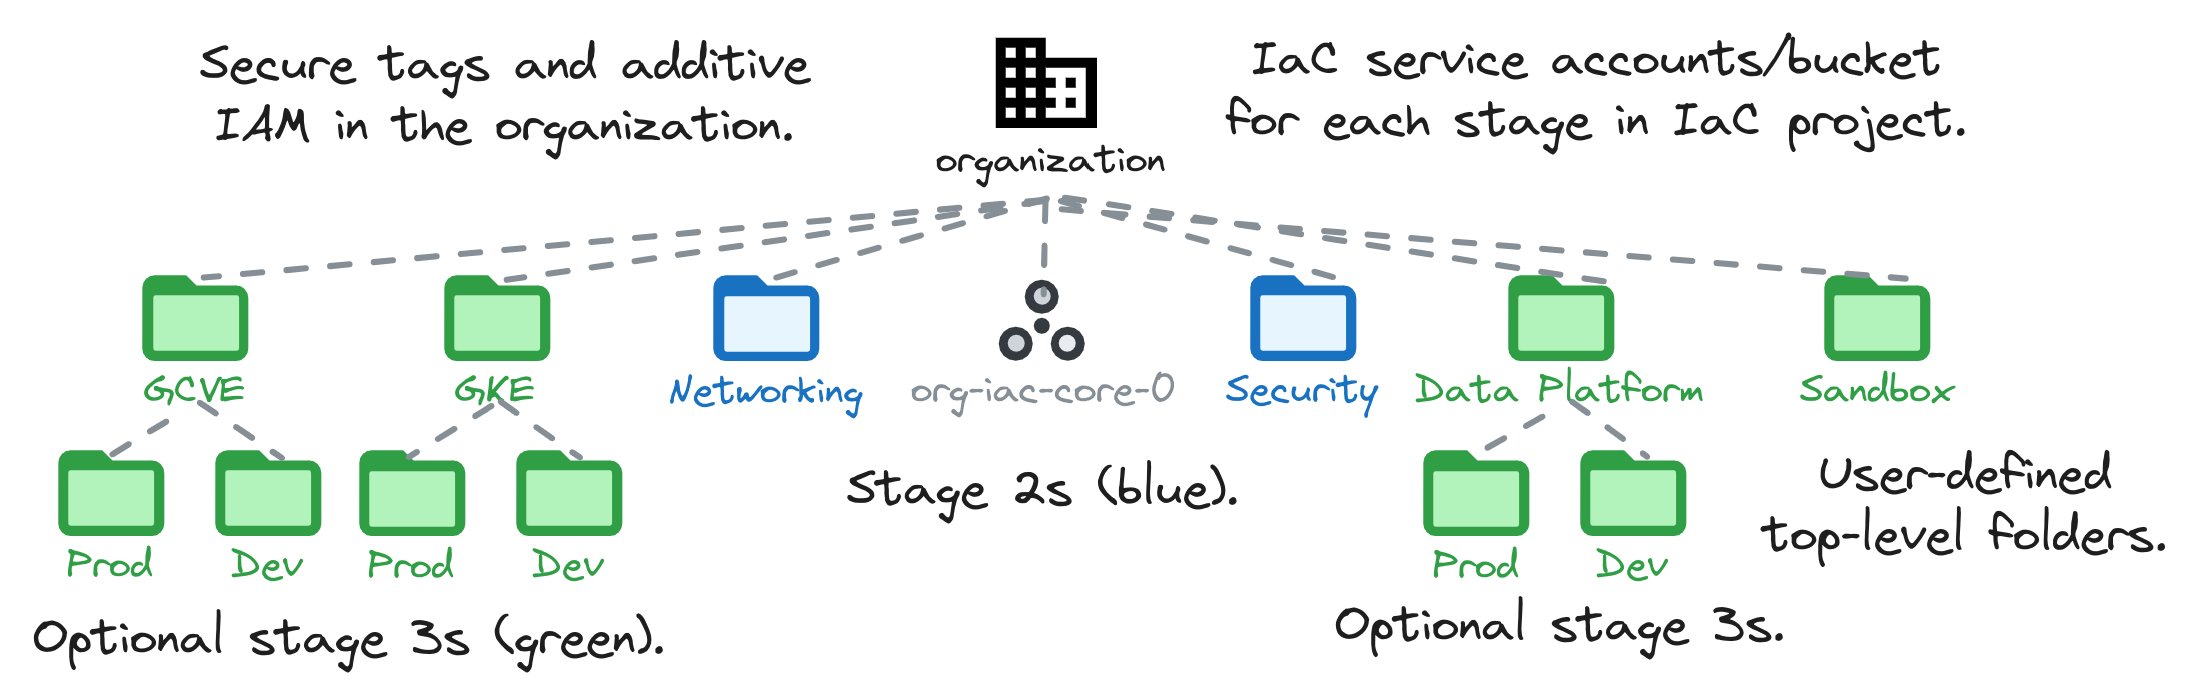 Secure tags and additive
IAM in the organization.
organization
IaC service accounts/bucket
for each stage in IaC project.
GCVE
GKE
Networking
org-iac-core-0
Security
Data Platform
Sandbox
Prod
Dev
Prod
Dev
Stage 2s (blue).
Prod
Dev
User-defined
top-level folders.
Optional stage 3s (green).
Optional stage 3s.